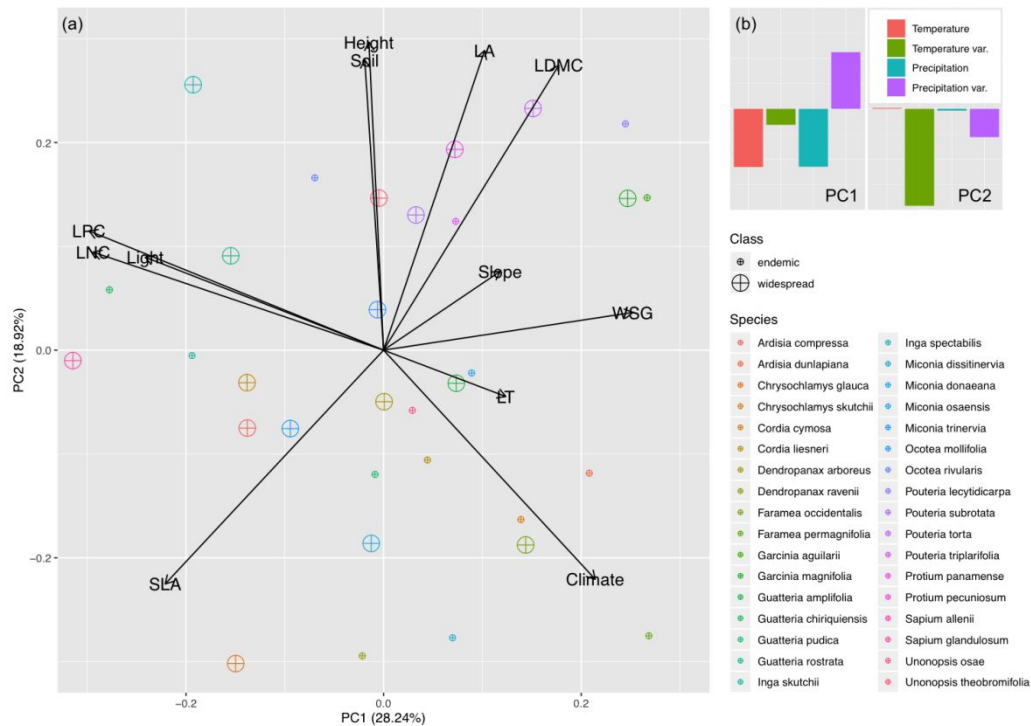 (a)
Height
Soil
LA
LDMC
LPC
LNC
Light
Slope
WSG
LT
SLA
Climate
0.2
0.0
−0.2
−0.2
0.0
0.2
PC2 (18.92%)
PC1 (28.24%)
(b)
Temperature
Temperature var.
Precipitation
Precipitation var.
PC1
PC2
Class
endemic
widespread
Species
Ardisia compressa
Ardisia dunlapiana
Chrysochlamys glauca
Chrysochlamys skutchii
Cordia cymosa
Cordia liesneri
Dendropanax arboreus
Dendropanax ravenii
Faramea occidentalis
Faramea permagnifolia
Garcinia aguilarii
Garcinia magnifolia
Guatteria amplifolia
Guatteria chiriquiensis
Guatteria pudica
Guatteria rostrata
Inga skutchii
Inga spectabilis
Miconia dissitinervia
Miconia donaeana
Miconia osaensis
Miconia trinervia
Ocotea mollifolia
Ocotea rivularis
Pouteria lecytidicarpa
Pouteria subrotata
Pouteria torta
Pouteria triplarifolia
Protium panamense
Protium pecuniosum
Sapium allenii
Sapium glandulosum
Unonopsis osae
Unonopsis theobromifolia